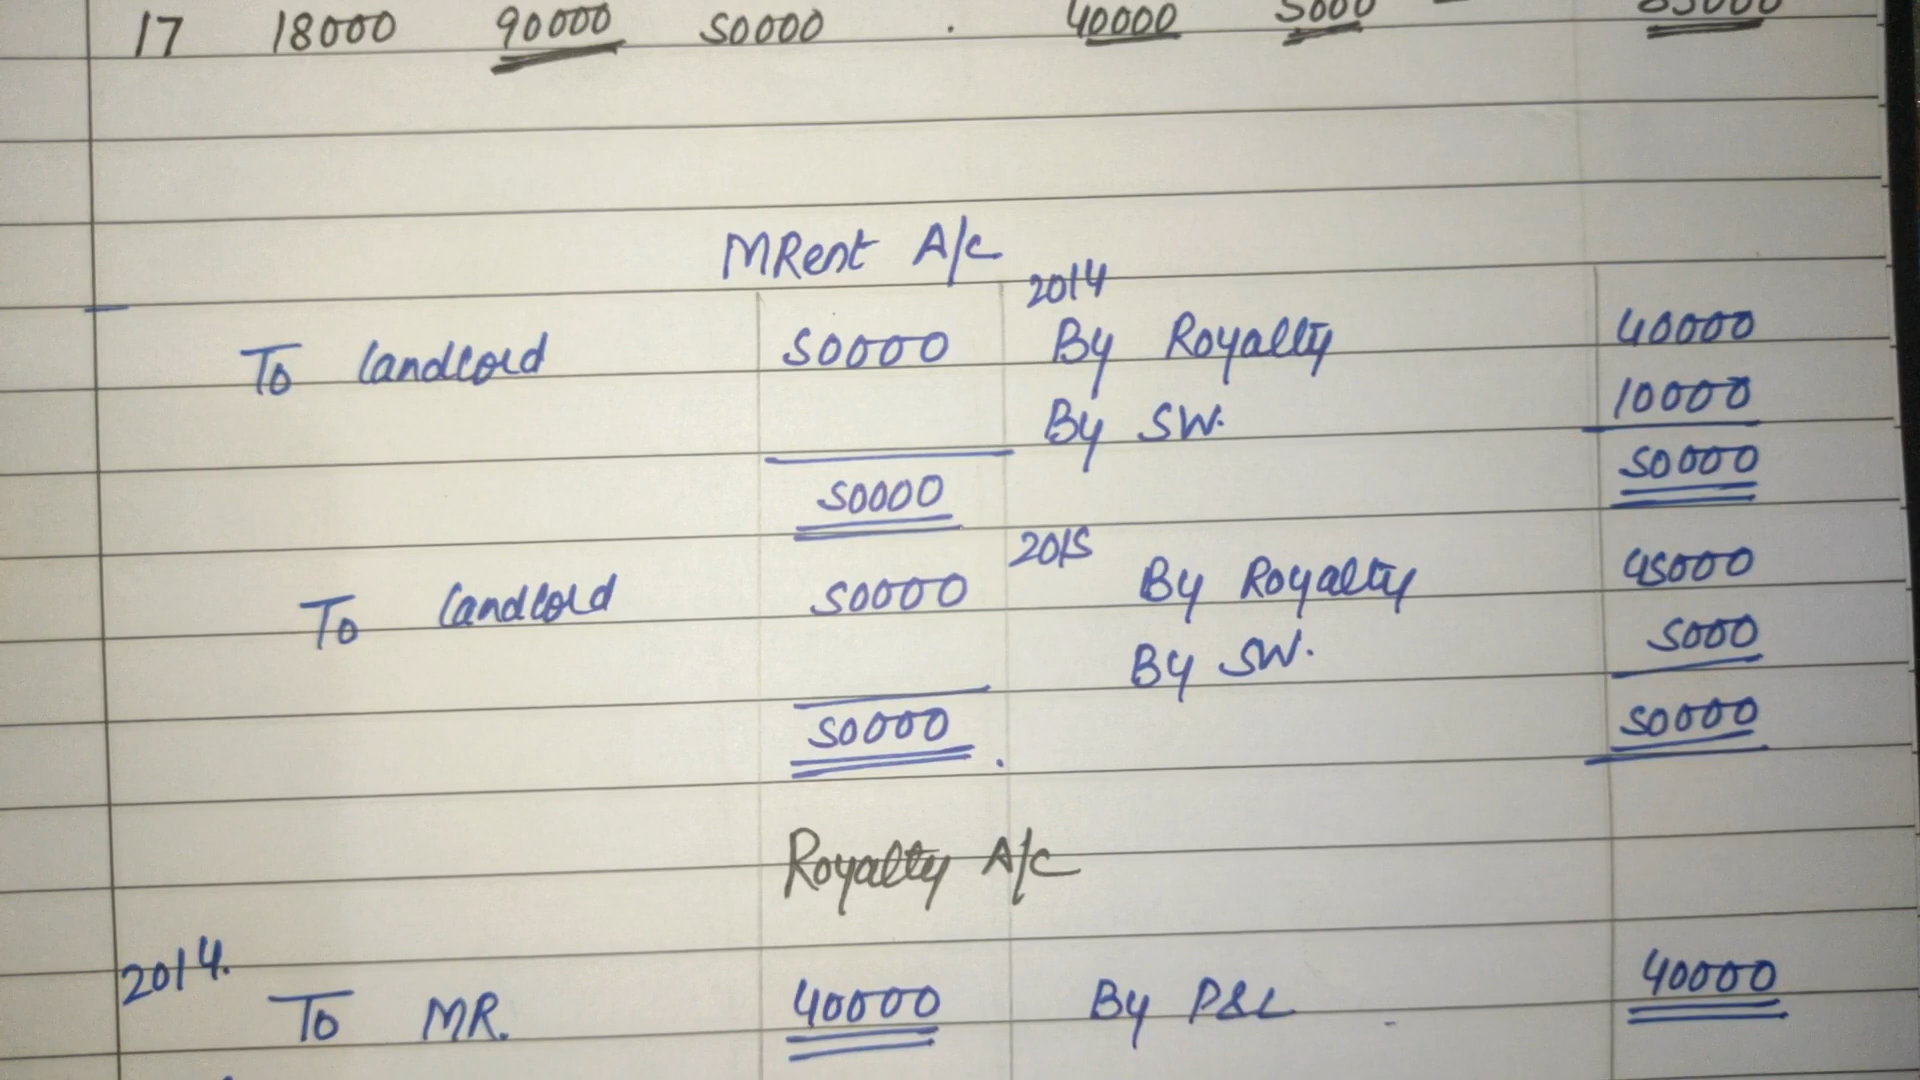 17 18000 90000 50000 . 40000 5000
MRent A/c
2014
To Landlord 50000 By Royalty 40000
By SW. 10000
50000 50000
2015
To Landlord 50000 By Royalty 45000
By SW. 5000
50000 50000
Royalty A/c
2014.
To MR. 40000 By P&L 40000